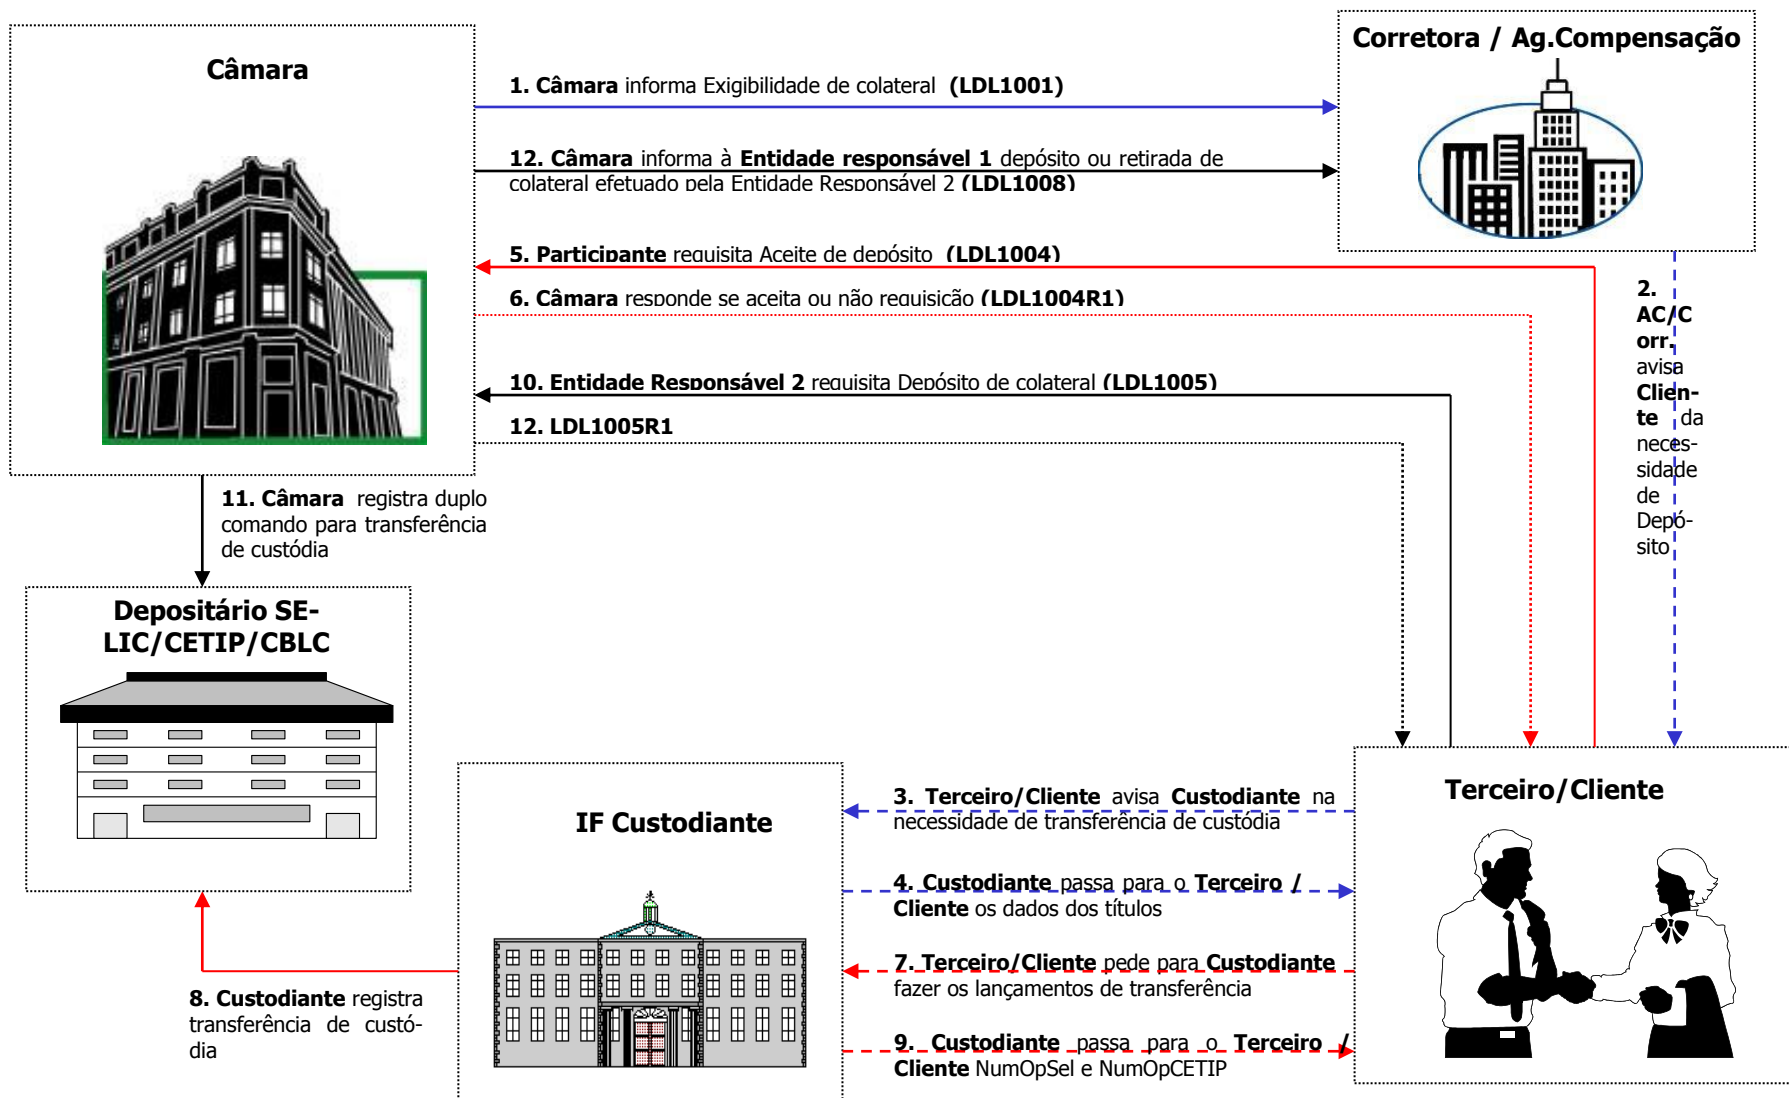 Câmara
Corretora / Ag.Compensação
1. Câmara informa Exigibilidade de colateral (LDL1001)
12. Câmara informa à Entidade responsável 1 depósito ou retirada de
colateral efetuado pela Entidade Responsável 2 (LDL1008)
5. Participante requisita Aceite de depósito (LDL1004)
6. Câmara responde se aceita ou não requisição (LDL1004R1)
10. Entidade Responsável 2 requisita Depósito de colateral (LDL1005)
12. LDL1005R1
2.
AC/C
orr.
avisa
Clien-
te da
neces-
sidade
de
Depó-
sito
11. Câmara registra duplo
comando para transferência
de custódia
Depositário SE-
LIC/CETIP/CBLC
IF Custodiante
3. Terceiro/Cliente avisa Custodiante na
necessidade de transferência de custódia
4. Custodiante passa para o Terceiro /
Cliente os dados dos títulos
7. Terceiro/Cliente pede para Custodiante
fazer os lançamentos de transferência
9. Custodiante passa para o Terceiro /
Cliente NumOpSel e NumOpCETIP
Terceiro/Cliente
8. Custodiante registra
transferência de custó-
dia